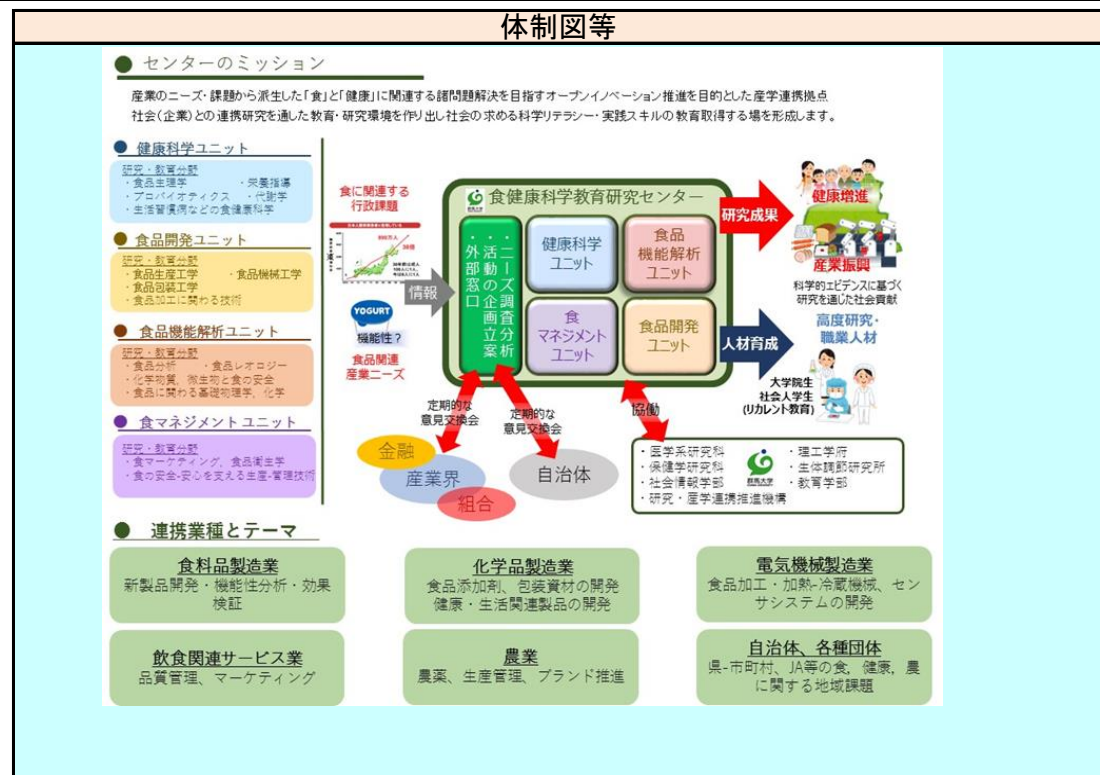 体制図等
センターのミッション
産業のニーズ・課題から派生した「食」と「健康」に関連する諸問題解決を目指すオープンイノベーション推進を目的とした産学連携拠点
社会(企業)との連携研究を通した教育・研究環境を作り出し社会の求める科学リテラシー・実践スキルの教育取得する場を形成します。
健康科学ユニット
研究・教育分野
・食品生理学 ・栄養指導
・プロバイオティクス ・代謝学
・生活習慣病などの食健康科学
食品開発ユニット
研究・教育分野
・食品生産工学 ・食品機械工学
・食品包装工学
・食品加工に関わる技術
食品機能解析ユニット
研究・教育分野
・食品分析 ・食品レオロジー
・化学物質, 微生物と食の安全
・食品に関わる基礎物理学, 化学
食マネジメントユニット
研究・教育分野
・食マーケティング, 食品衛生学
・食の安全-安心を支える生産-管理技術
食に関連する
行政課題
YOGURT
機能性?
食品関連
産業ニーズ
情報
食健康科学教育研究センター
・ニーズ調査分析
・活動の企画立案
外部窓口
健康科学
ユニット
食品
機能解析
ユニット
食
マネジメント
ユニット
食品開発
ユニット
研究成果
健康増進
産業振興
科学的エビデンスに基づく
研究を通じた社会貢献
人材育成
高度研究・
職業人材
大学院生
社会人学生
(リカレント教育)
定期的な
意見交換会
定期的な
意見交換会
協働
金融
産業界
組合
自治体
・医学系研究科 ・理工学府
・保健学研究科 ・生体調節研究所
・社会情報学部 群馬大学 ・教育学部
・研究・産学連携推進機構
連携業種とテーマ
食料品製造業
新製品開発・機能性分析・効果
検証
化学品製造業
食品添加剤、包装資材の開発
健康・生活関連製品の開発
電気機械製造業
食品加工・加熱-冷蔵機械、セン
サシステムの開発
飲食関連サービス業
品質管理、マーケティング
農業
農薬、生産管理、ブランド推進
自治体、各種団体
県-市町村、JA等の食, 健康, 農
に関する地域課題